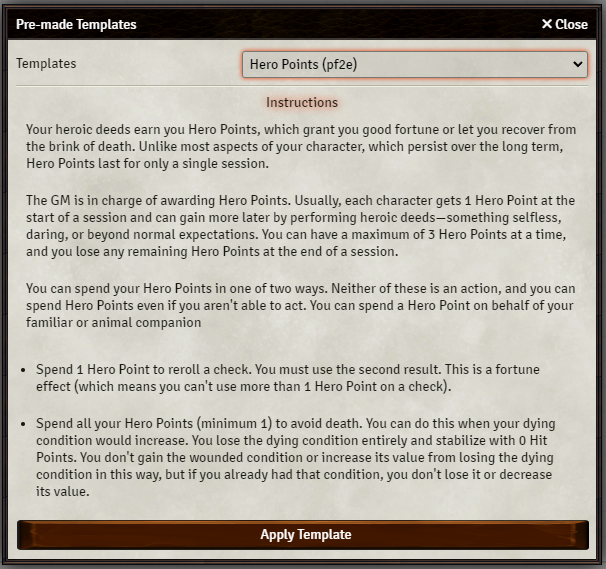 Pre-made Templates
✕ Close
Templates
Hero Points (pf2e)
Instructions
Your heroic deeds earn you Hero Points, which grant you good fortune or let you recover from
the brink of death. Unlike most aspects of your character, which persist over the long term,
Hero Points last for only a single session.
The GM is in charge of awarding Hero Points. Usually, each character gets 1 Hero Point at the
start of a session and can gain more later by performing heroic deeds—something selfless,
daring, or beyond normal expectations. You can have a maximum of 3 Hero Points at a time,
and you lose any remaining Hero Points at the end of a session.
You can spend your Hero Points in one of two ways. Neither of these is an action, and you can
spend Hero Points even if you aren't able to act. You can spend a Hero Point on behalf of your
familiar or animal companion
• Spend 1 Hero Point to reroll a check. You must use the second result. This is a fortune
effect (which means you can't use more than 1 Hero Point on a check).
• Spend all your Hero Points (minimum 1) to avoid death. You can do this when your dying
condition would increase. You lose the dying condition entirely and stabilize with 0 Hit
Points. You don't gain the wounded condition or increase its value from losing the dying
condition in this way, but if you already had that condition, you don't lose it or decrease
its value.
Apply Template